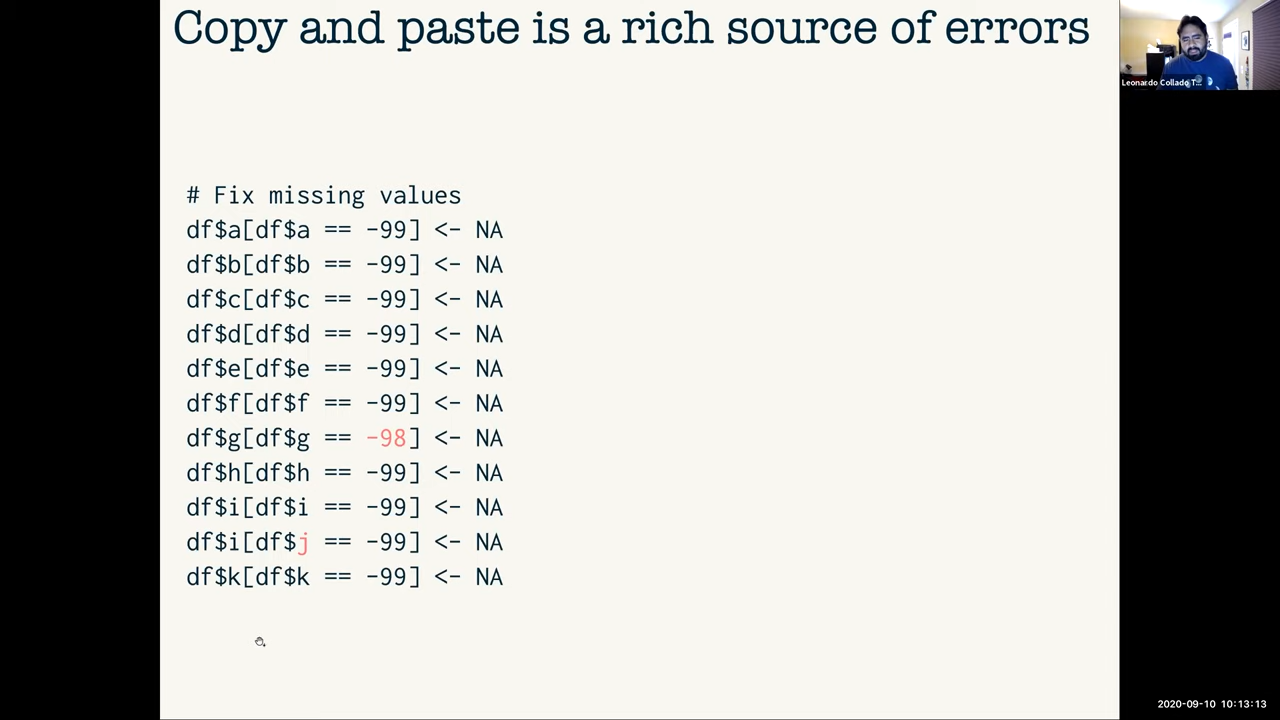 Copy and paste is a rich source of errors
Leonardo Collado T...
# Fix missing values
df$a[df$a == -99] <- NA
df$b[df$b == -99] <- NA
df$c[df$c == -99] <- NA
df$d[df$d == -99] <- NA
df$e[df$e == -99] <- NA
df$f[df$f == -99] <- NA
df$g[df$g == -98] <- NA
df$h[df$h == -99] <- NA
df$i[df$i == -99] <- NA
df$i[df$j == -99] <- NA
df$k[df$k == -99] <- NA
2020-09-10 10:13:13